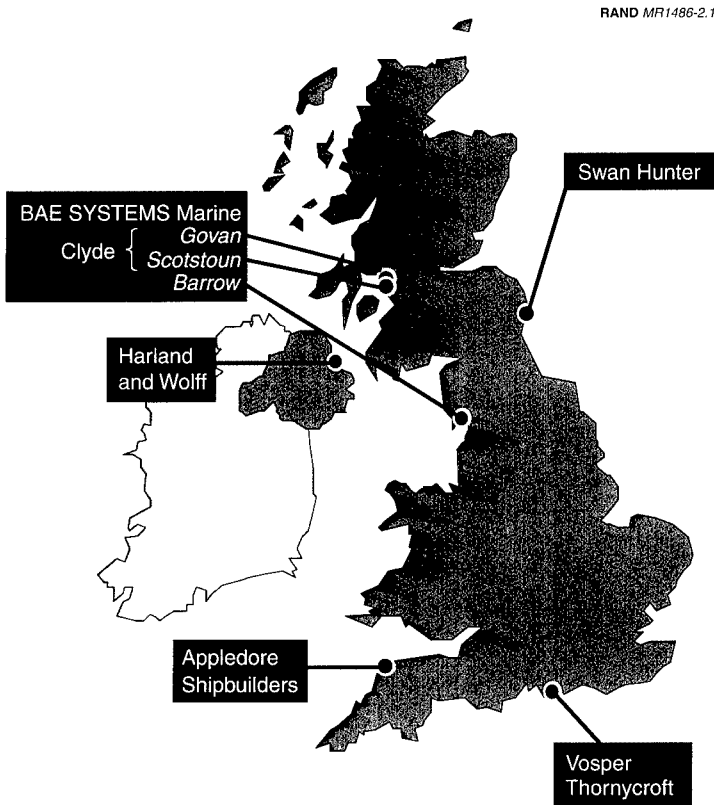 RAND MR1486-2.1
Swan Hunter
BAE SYSTEMS Marine
Govan
Clyde {
Scotstoun
Barrow
Harland
and Wolff
Appledore
Shipbuilders
Vosper
Thornycroft